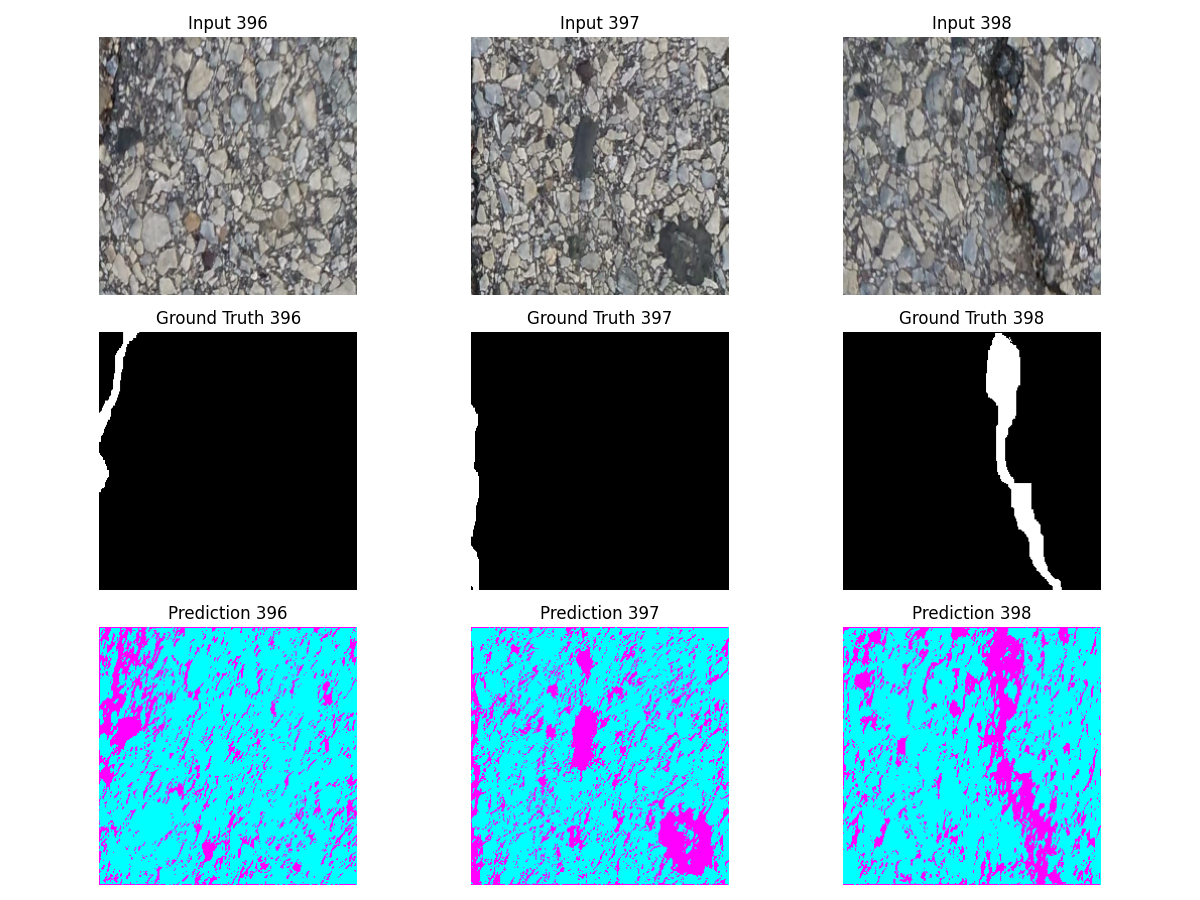 Input 396
Input 397
Input 398
Ground Truth 396
Ground Truth 397
Ground Truth 398
Prediction 396
Prediction 397
Prediction 398